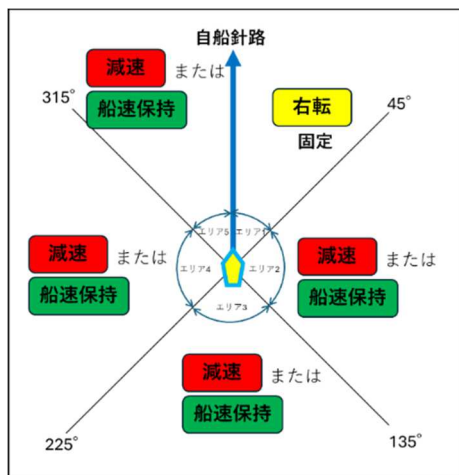 自船針路
減速 または
船速保持
右転
固定
315°
45°
エリア5
エリア1
減速 または
船速保持
エリア4
エリア2
減速 または
船速保持
エリア3
減速 または
船速保持
225°
135°